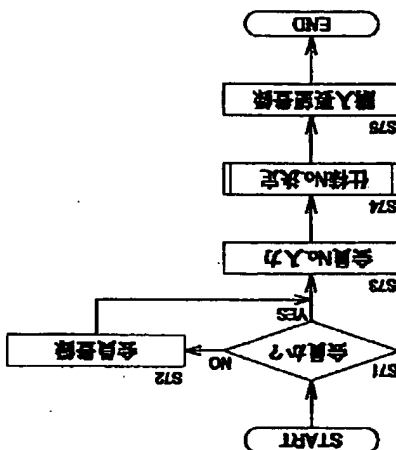 START
S71
会員か？
NO
S72
会員登録
YES
S73
会員No.入力
S74
仕様No.決定
S75
購入要望登録
END